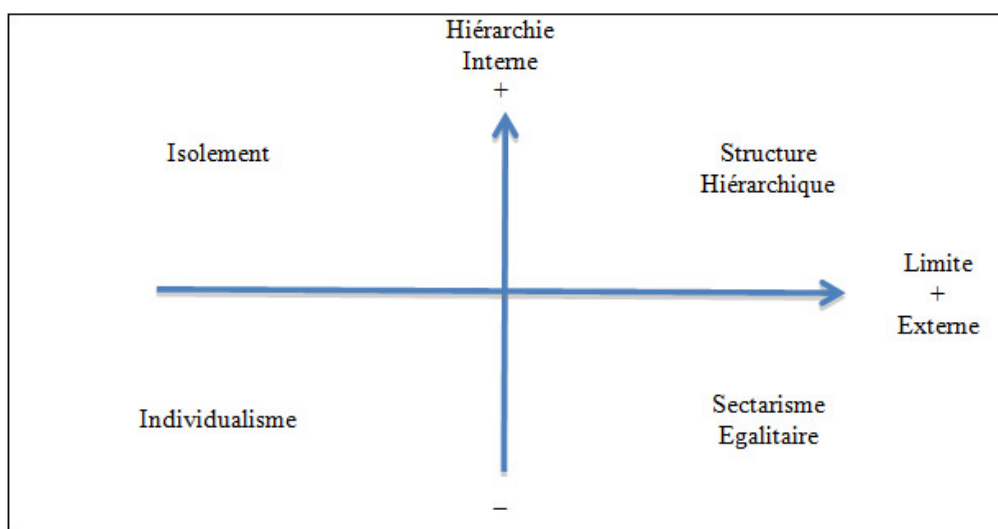 Hiérarchie
Interne
+
Isolement
Structure
Hiérarchique
Limite
+
Externe
Individualisme
Sectarisme
Egalitaire
–